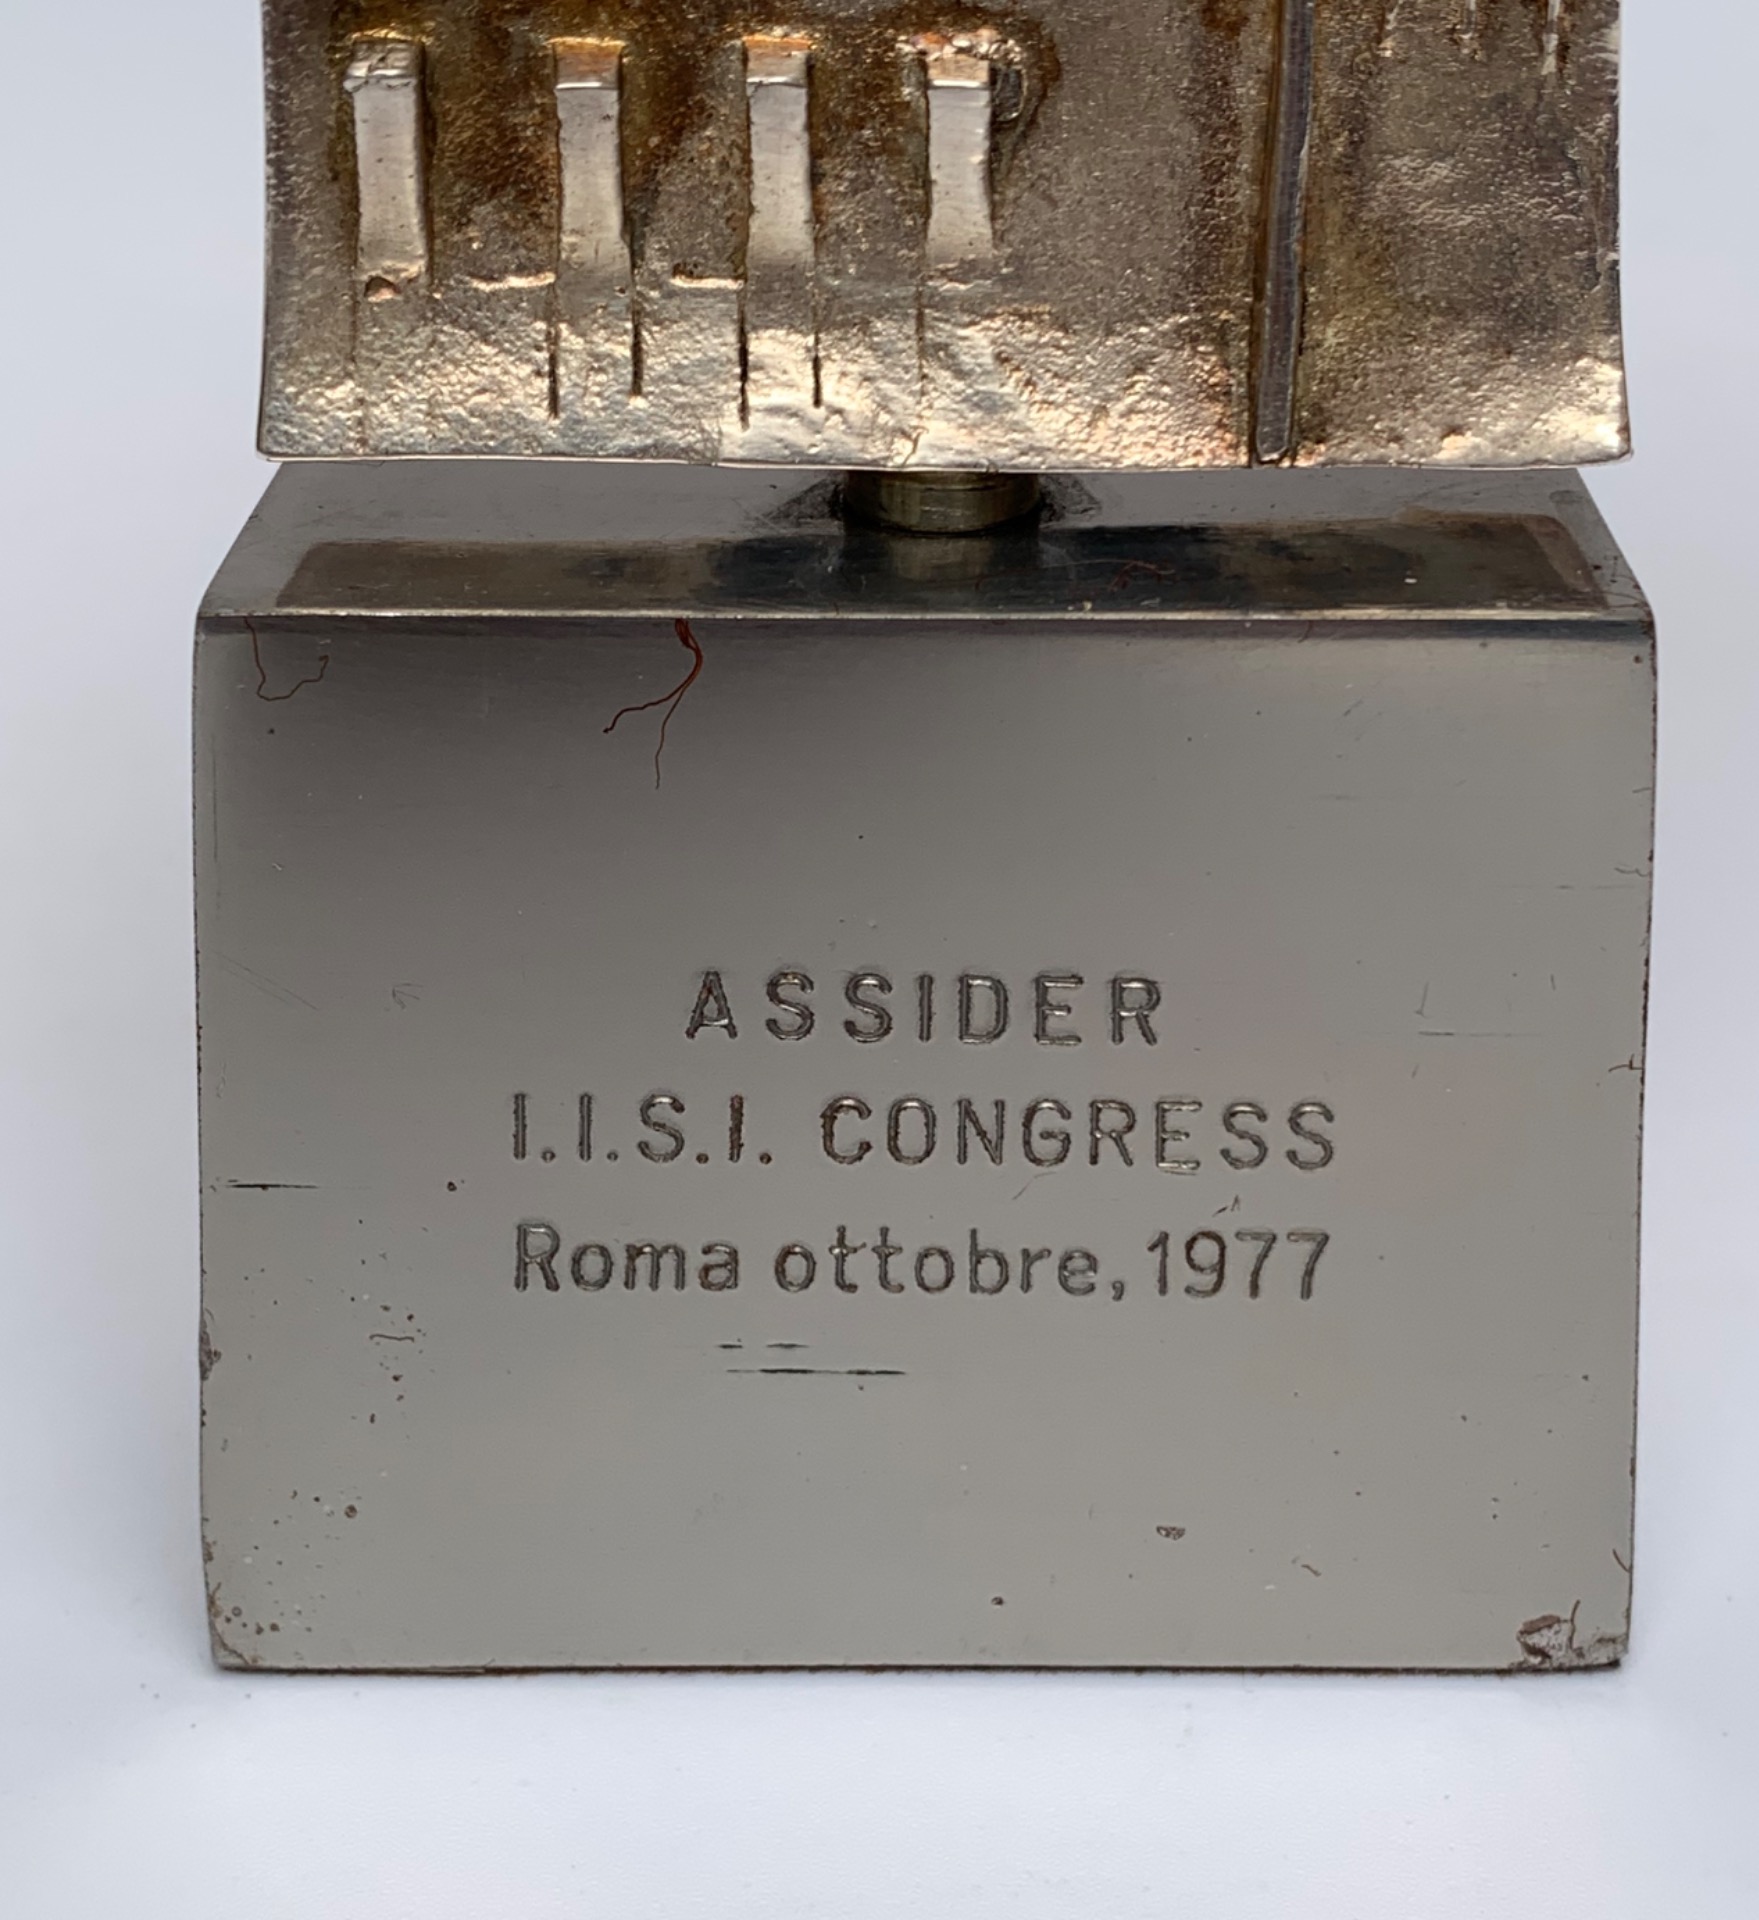 ASSIDER
I.I.S.I. CONGRESS
Roma ottobre, 1977